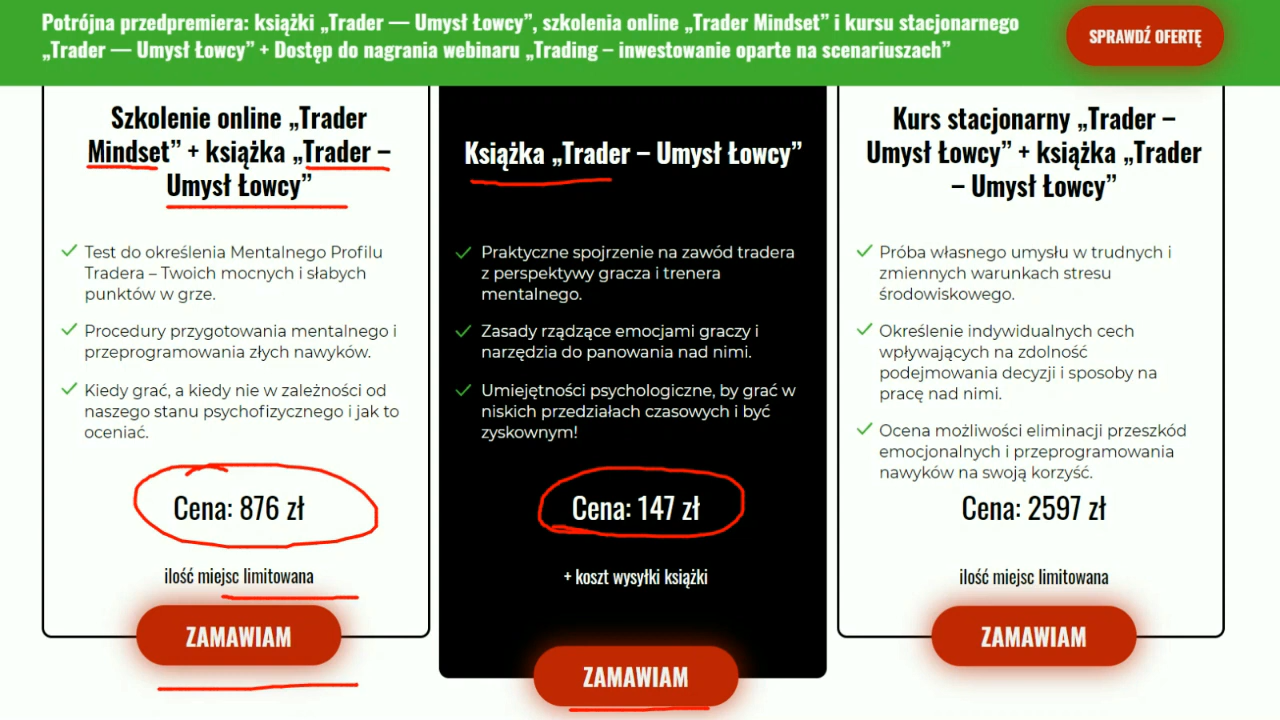 Potrójna przedpremiera: książki „Trader — Umysł Łowcy”, szkolenia online „Trader Mindset” i kursu stacjonarnego
„Trader — Umysł Łowcy” + Dostęp do nagrania webinaru „Trading – inwestowanie oparte na scenariuszach”
SPRAWDŹ OFERTĘ
Szkolenie online „Trader
Mindset” + książka „Trader –
Umysł Łowcy”
Test do określenia Mentalnego Profilu
Tradera – Twoich mocnych i słabych
punktów w grze.
Procedury przygotowania mentalnego i
przeprogramowania złych nawyków.
Kiedy grać, a kiedy nie w zależności od
naszego stanu psychofizycznego i jak to
oceniać.
Cena: 876 zł
ilość miejsc limitowana
ZAMAWIAM
Książka „Trader – Umysł Łowcy”
Praktyczne spojrzenie na zawód tradera
z perspektywy gracza i trenera
mentalnego.
Zasady rządzące emocjami graczy i
narzędzia do panowania nad nimi.
Umiejętności psychologiczne, by grać w
niskich przedziałach czasowych i być
zyskownym!
Cena: 147 zł
+ koszt wysyłki książki
ZAMAWIAM
Kurs stacjonarny „Trader –
Umysł Łowcy” + książka „Trader
– Umysł Łowcy”
Próba własnego umysłu w trudnych i
zmiennych warunkach stresu
środowiskowego.
Określenie indywidualnych cech
wpływających na zdolność
podejmowania decyzji i sposoby na
pracę nad nimi.
Ocena możliwości eliminacji przeszkód
emocjonalnych i przeprogramowania
nawyków na swoją korzyść.
Cena: 2597 zł
ilość miejsc limitowana
ZAMAWIAM